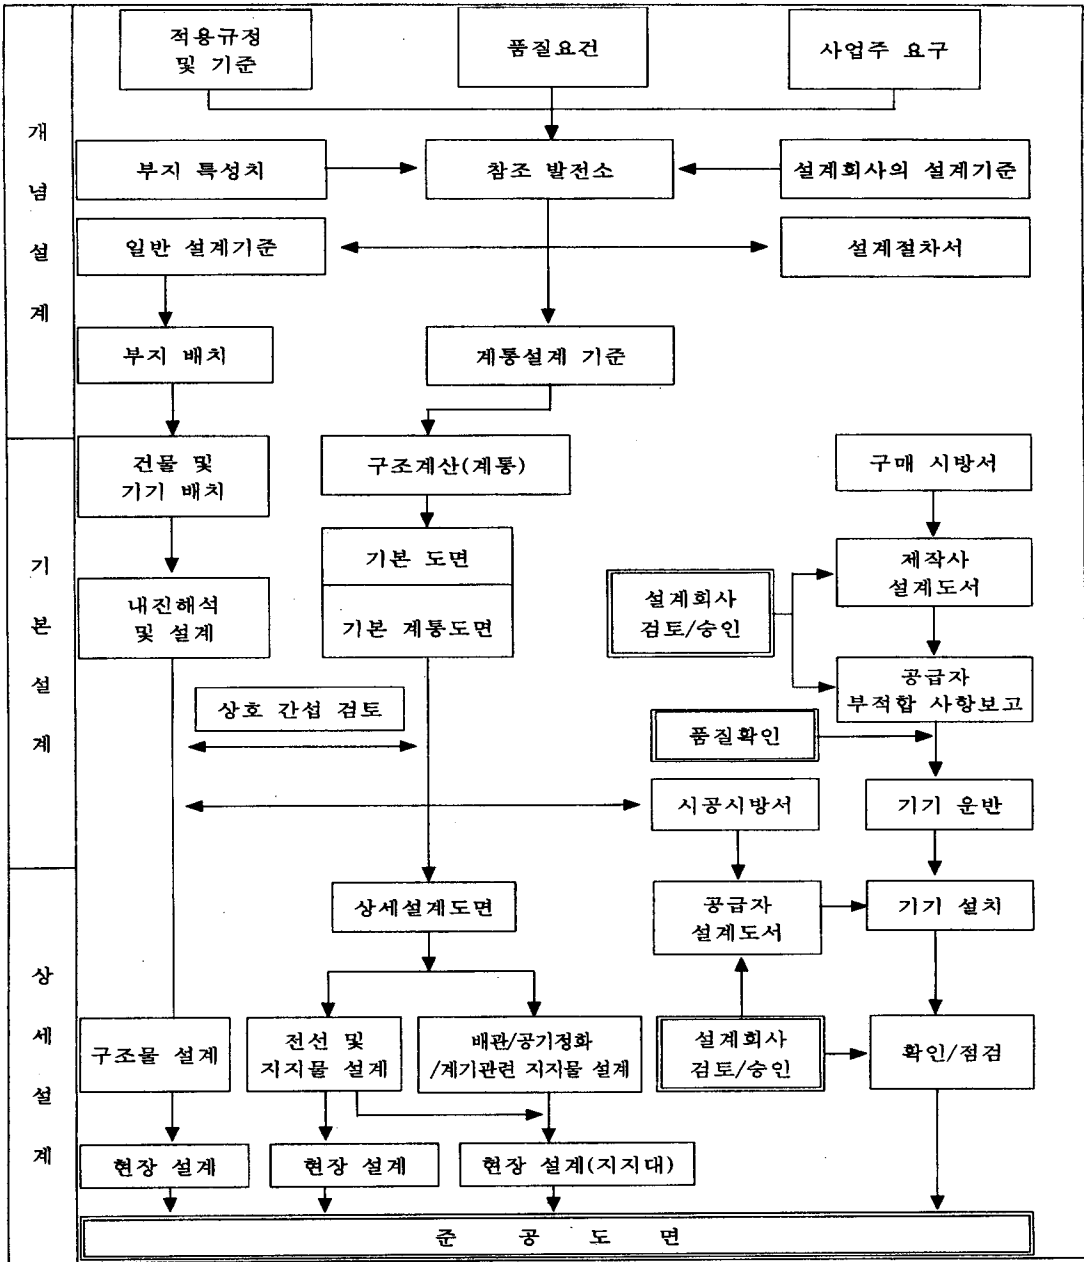 개
념
설
계
적용규정
및 기준
품질요건
사업주 요구
부지 특성치
참조 발전소
설계회사의 설계기준
일반 설계기준
설계절차서
부지 배치
계통설계 기준
기
본
설
계
건물 및
기기 배치
구조계산(계통)
구매 시방서
기본 도면
제작사
설계도서
설계회사
검토/승인
내진해석
및 설계
기본 계통도면
공급자
부적합 사항보고
상호 간섭 검토
품질확인
시공시방서
기기 운반
상
세
설
계
상세설계도면
공급자
설계도서
기기 설치
구조물 설계
전선 및
지지물 설계
배관/공기정화
/계기관련 지지물 설계
설계회사
검토/승인
확인/점검
현장 설계
현장 설계
현장 설계(지지대)
준 공 도 면